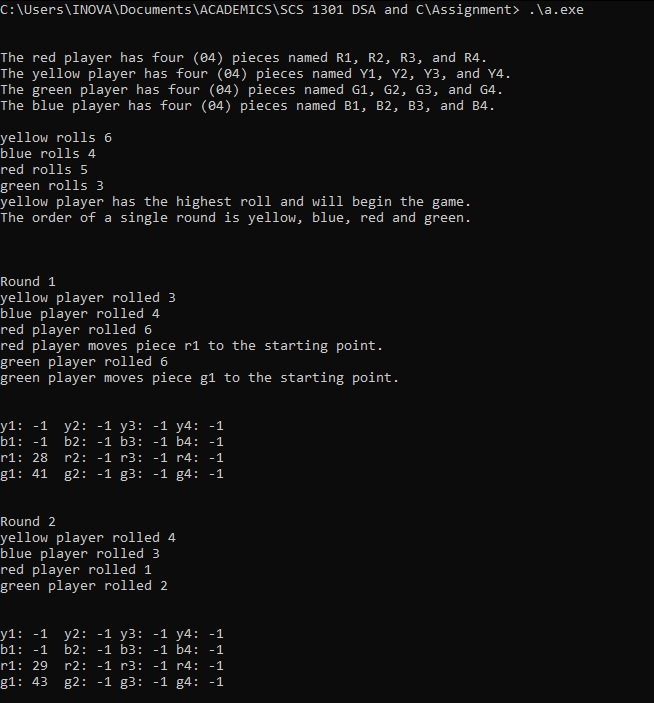 C:\Users\INOVA\Documents\ACADEMICS\SCS 1301 DSA and C\Assignment> .\a.exe
The red player has four (04) pieces named R1, R2, R3, and R4.
The yellow player has four (04) pieces named Y1, Y2, Y3, and Y4.
The green player has four (04) pieces named G1, G2, G3, and G4.
The blue player has four (04) pieces named B1, B2, B3, and B4.
yellow rolls 6
blue rolls 4
red rolls 5
green rolls 3
yellow player has the highest roll and will begin the game.
The order of a single round is yellow, blue, red and green.
Round 1
yellow player rolled 3
blue player rolled 4
red player rolled 6
red player moves piece r1 to the starting point.
green player rolled 6
green player moves piece g1 to the starting point.
y1: -1  y2: -1 y3: -1 y4: -1
b1: -1  b2: -1 b3: -1 b4: -1
r1: 28  r2: -1 r3: -1 r4: -1
g1: 41  g2: -1 g3: -1 g4: -1
Round 2
yellow player rolled 4
blue player rolled 3
red player rolled 1
green player rolled 2
y1: -1  y2: -1 y3: -1 y4: -1
b1: -1  b2: -1 b3: -1 b4: -1
r1: 29  r2: -1 r3: -1 r4: -1
g1: 43  g2: -1 g3: -1 g4: -1